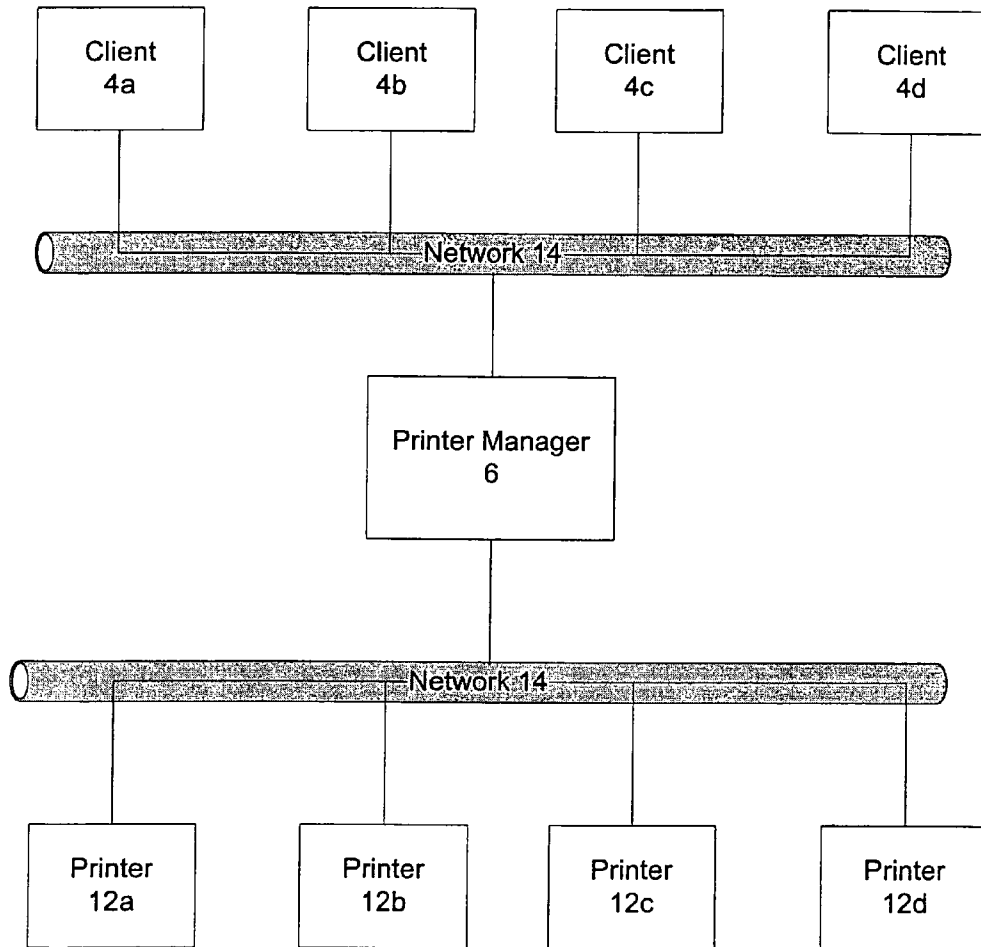 Client
4a
Client
4b
Client
4c
Client
4d
Network 14
Printer Manager
6
Network 14
Printer
12a
Printer
12b
Printer
12c
Printer
12d